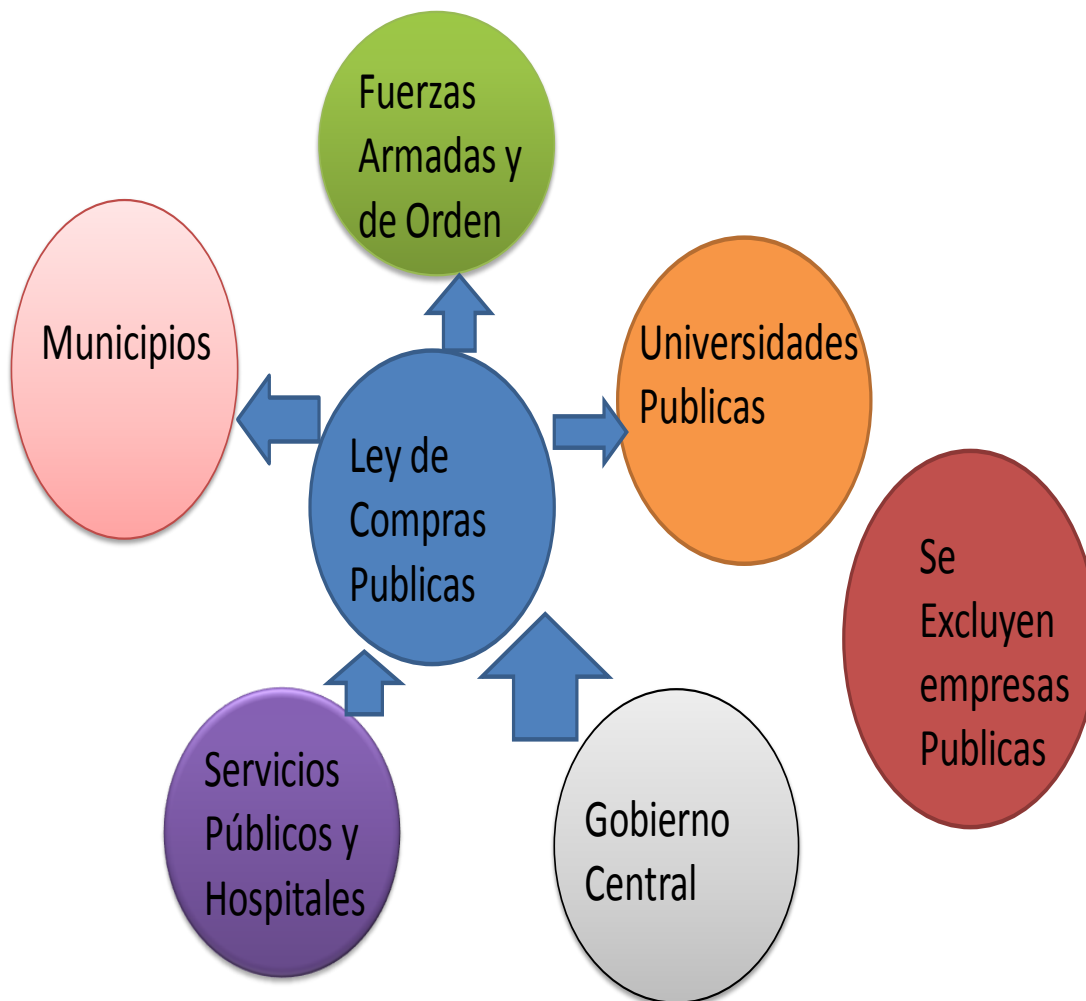 Fuerzas
Armadas y
de Orden
Municipios
Universidades
Publicas
Ley de
Compras
Publicas
Se
Excluyen
empresas
Publicas
Servicios
Públicos y
Hospitales
Gobierno
Central